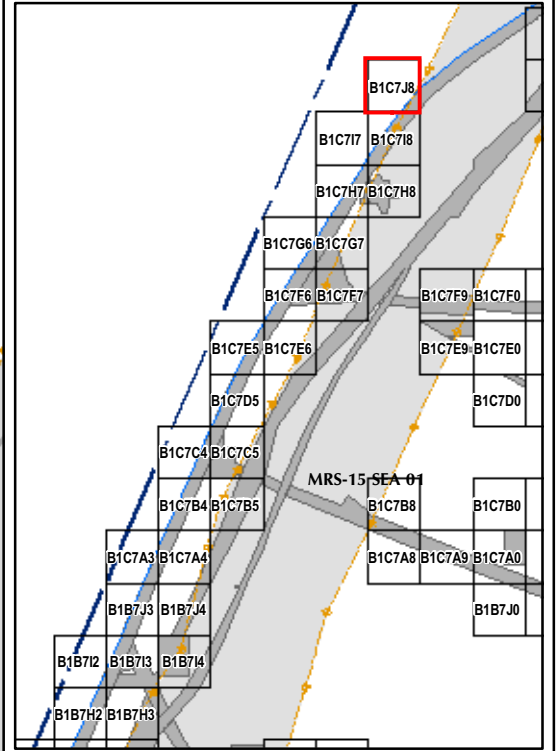 B1C7J8
B1C7I7 B1C7I8
B1C7H7 B1C7H8
B1C7G6 B1C7G7
B1C7F6 B1C7F7 B1C7F9 B1C7F0
B1C7E5 B1C7E6 B1C7E9 B1C7E0
B1C7D5 B1C7D0
B1C7C4 B1C7C5
MRS-15 SEA 01
B1C7B4 B1C7B5 B1C7B8 B1C7B0
B1C7A3 B1C7A4 B1C7A8 B1C7A9 B1C7A0
B1B7J3 B1B7J4 B1B7J0
B1B7I2 B1B7I3 B1B7I4
B1B7H2 B1B7H3